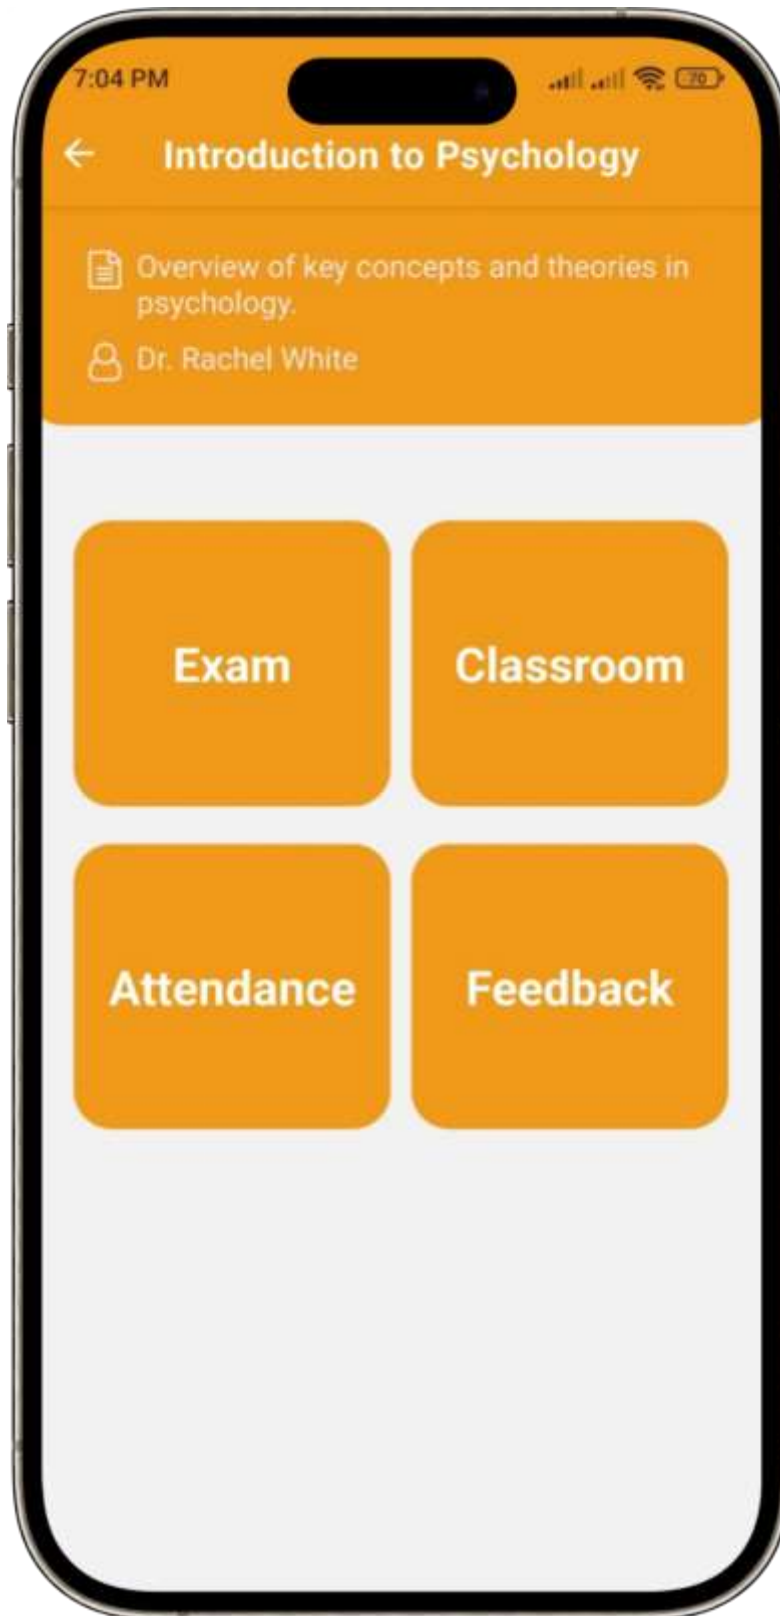 7:04 PM
70
Introduction to Psychology
Overview of key concepts and theories in
psychology.
Dr. Rachel White
Exam
Classroom
Attendance
Feedback